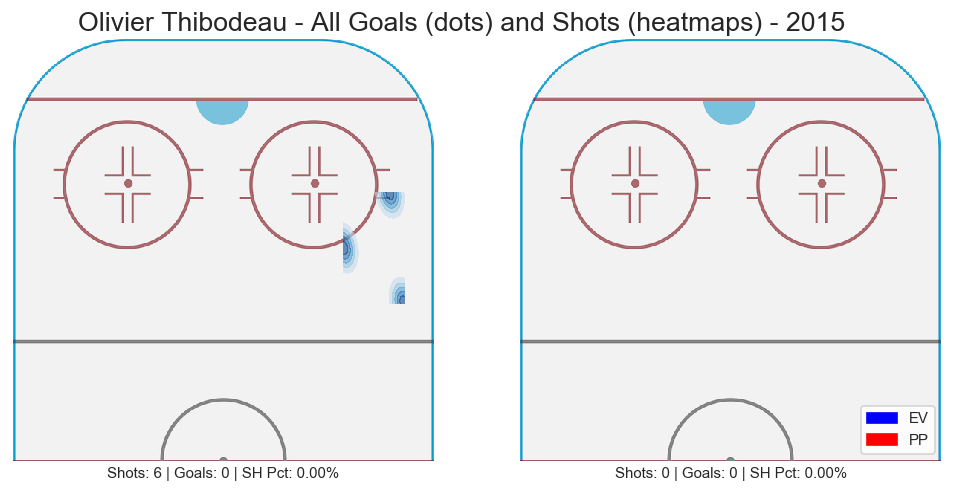 Olivier Thibodeau - All Goals (dots) and Shots (heatmaps) - 2015
EV
PP
Shots: 6 | Goals: 0 | SH Pct: 0.00%
Shots: 0 | Goals: 0 | SH Pct: 0.00%